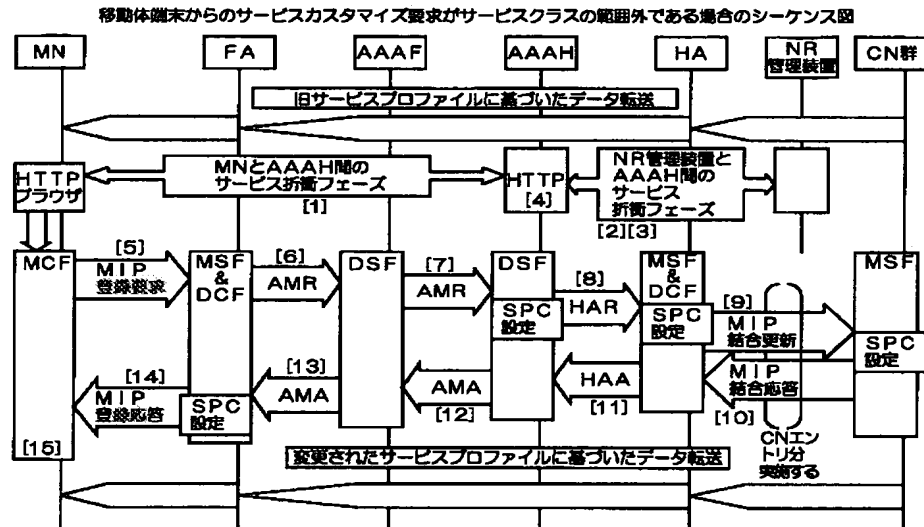 移動体端末からのサービスカスタマイズ要求がサービスクラスの範囲外である場合のシーケンス図
MN
FA
AAAF
AAAH
HA
NR
管理装置
CN群
旧サービスプロファイルに基づいたデータ転送
HTTP
ブラウザ
MNとAAAH間の
サービス折衝フェーズ
[1]
HTTP
[4]
NR管理装置と
AAAH間の
サービス
折衝フェーズ
[2][3]
MCF
[5]
MIP
登録要求
MSF
&
DCF
[6]
AMR
DSF
[7]
AMR
DSF
SPC
設定
[8]
HAR
MSF
&
DCF
SPC
設定
[9]
MIP
結合更新
MSF
SPC
設定
MIP
結合応答
[10]
HAA
[11]
AMA
[12]
[13]
AMA
SPC
設定
[14]
MIP
登録応答
[15]
CNエン
トリ分
実施する
変更されたサービスプロファイルに基づいたデータ転送